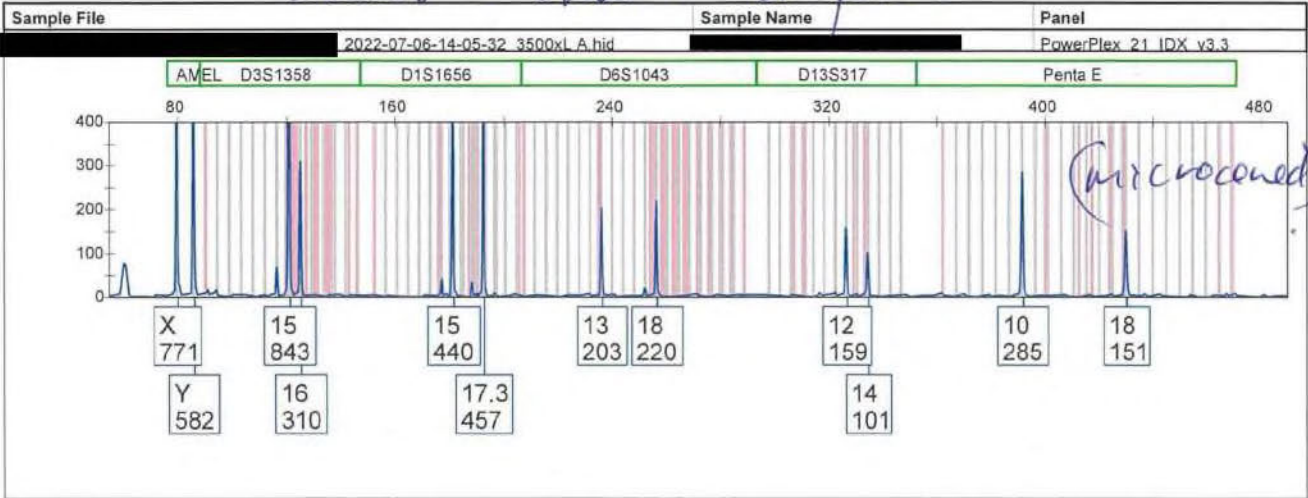 Sample File Sample Name Panel
2022-07-06-14-05-32 3500xL A.hid PowerPlex_21_IDX_v3.3
AMEL D3S1358 D1S1656 D6S1043 D13S317 Penta E
80 160 240 320 400 480
400
300
200
100
0
X 771
15 843
15 440
13 203
18 220
12 159
10 285
18 151
Y 582
16 310
17.3 457
14 101